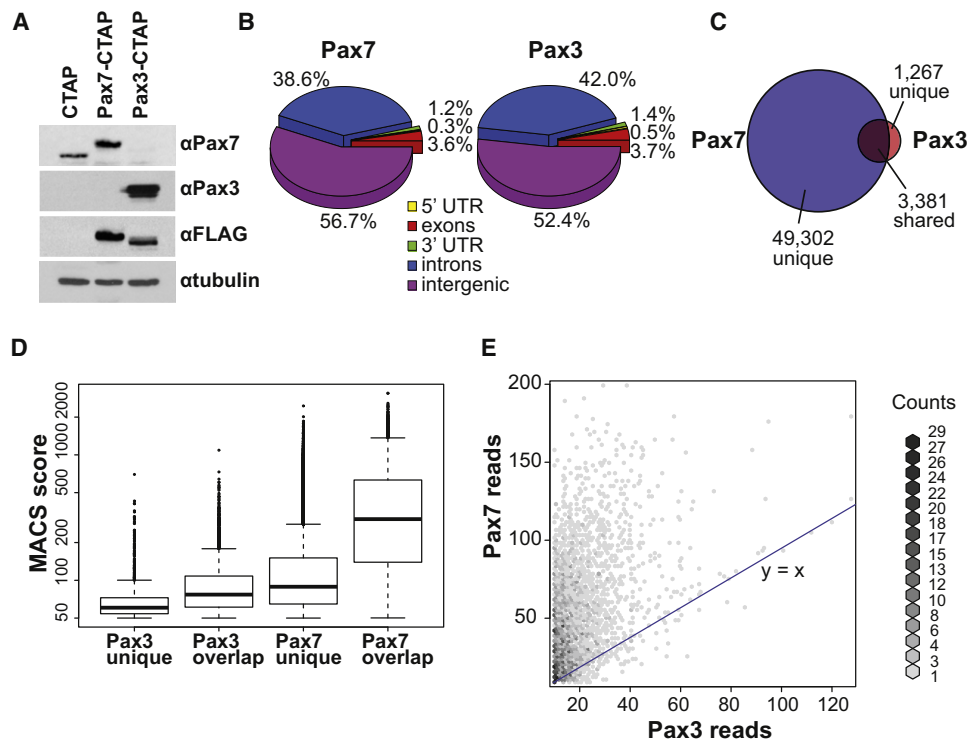 A
CTAP
Pax7-CTAP
Pax3-CTAP
αPax7
αPax3
αFLAG
αtubulin
B
Pax7
38.6%
1.2%
0.3%
3.6%
56.7%
Pax3
42.0%
1.4%
0.5%
3.7%
52.4%
5' UTR
exons
3' UTR
introns
intergenic
C
1,267
unique
Pax7
Pax3
3,381
shared
49,302
unique
D
MACS score
2000
1000
500
200
100
50
Pax3
unique
Pax3
overlap
Pax7
unique
Pax7
overlap
E
Pax7 reads
200
150
100
50
y = x
20
40
60
80
100
120
Pax3 reads
Counts
29
27
26
24
22
20
18
17
15
13
12
10
8
6
4
3
1